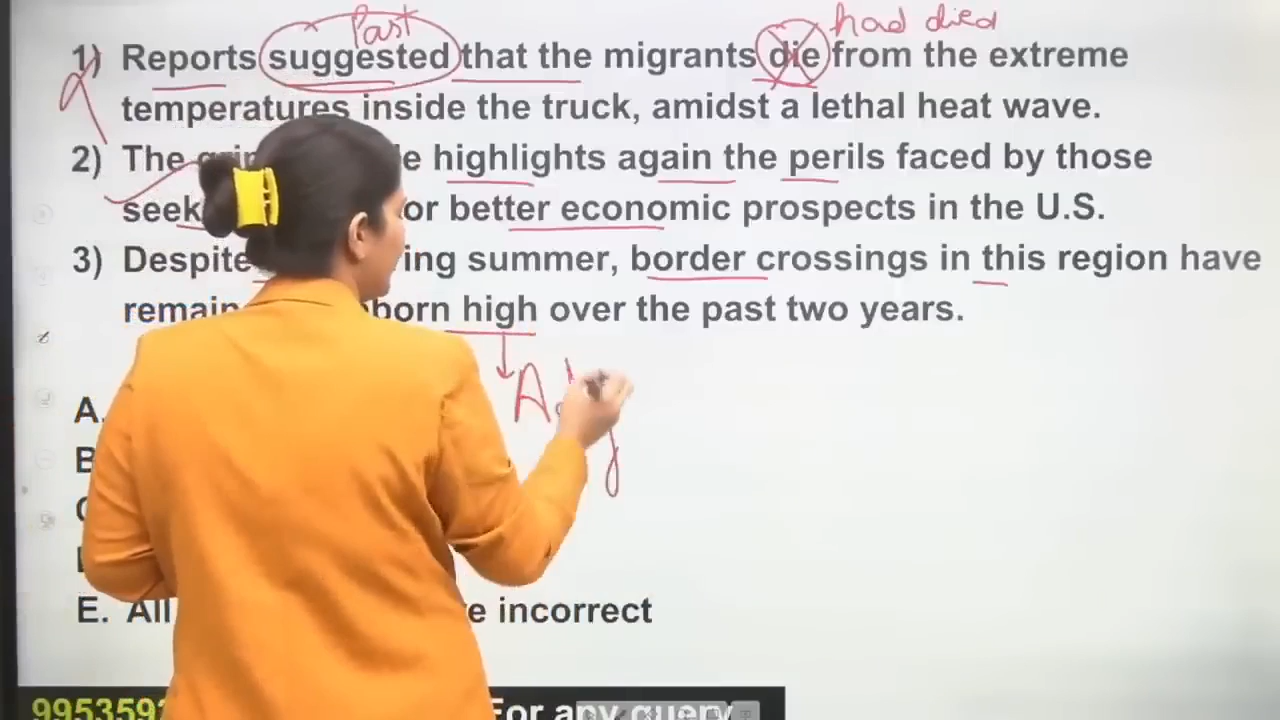 Past
had died
1) Reports suggested that the migrants die from the extreme
temperatures inside the truck, amidst a lethal heat wave.
2) The highlights again the perils faced by those
seek or better economic prospects in the U.S.
3) Despite ing summer, border crossings in this region have
remain born high over the past two years.
A.
B
E. All e incorrect
995359 For any query